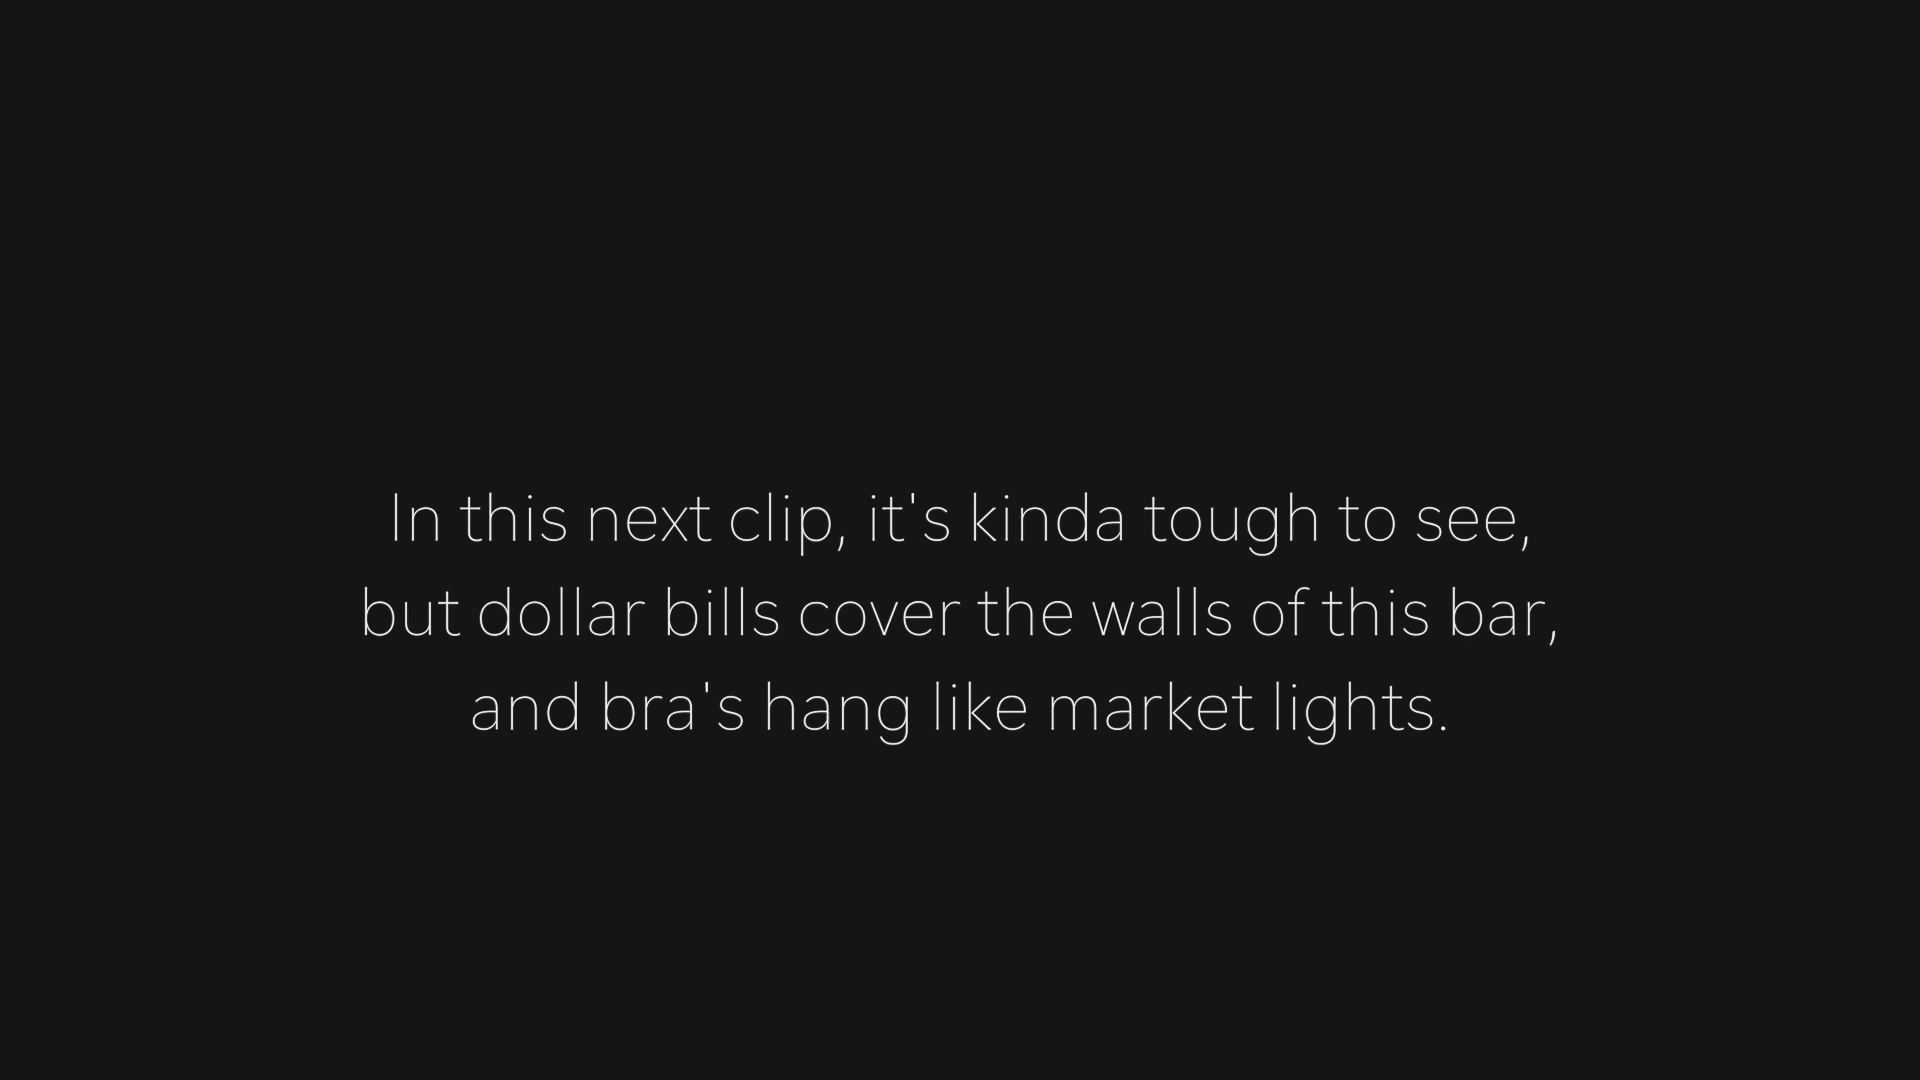 In this next clip, it's kinda tough to see,
but dollar bills cover the walls of this bar,
and bra's hang like market lights.